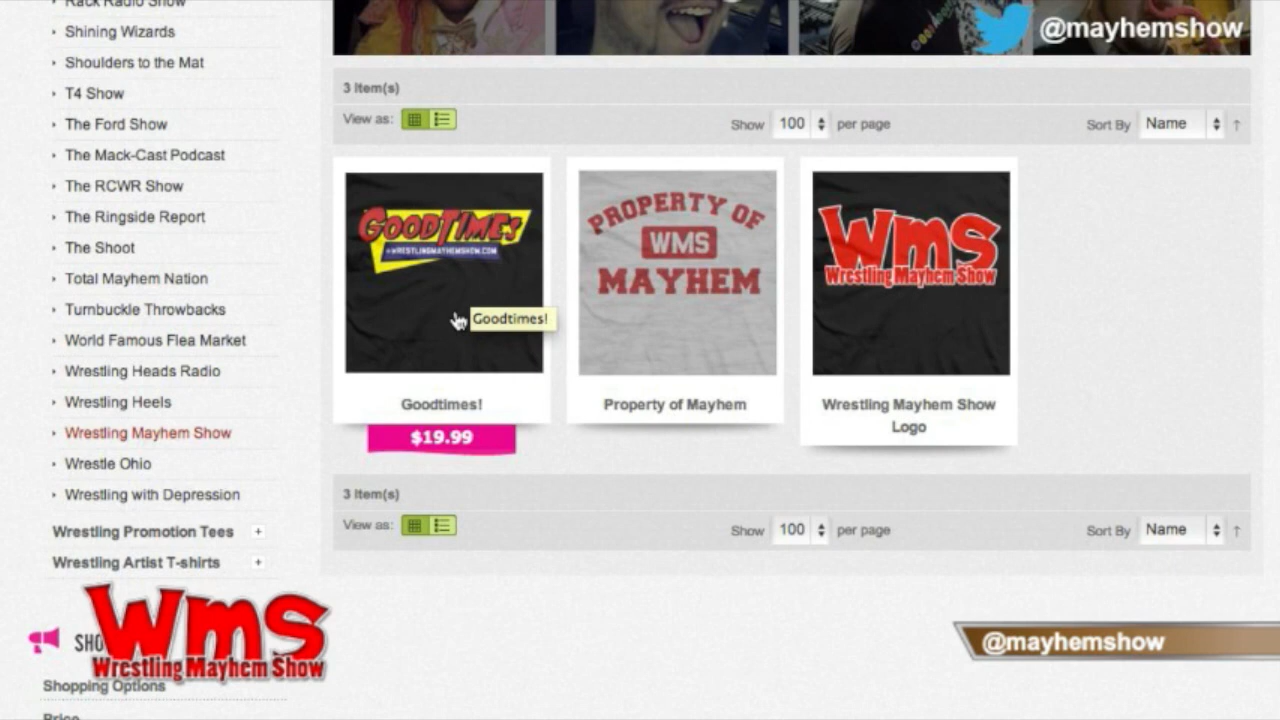 Rack Radio Show
Shining Wizards
Shoulders to the Mat
T4 Show
The Ford Show
The Mack-Cast Podcast
The RCWR Show
The Ringside Report
The Shoot
Total Mayhem Nation
Turnbuckle Throwbacks
World Famous Flea Market
Wrestling Heads Radio
Wrestling Heels
Wrestling Mayhem Show
Wrestle Ohio
Wrestling with Depression
Wrestling Promotion Tees +
Wrestling Artist T-shirts +
SHO
Shopping Options
Price
WMS
Wrestling Mayhem Show
@mayhemshow
3 Item(s)
View as:
Show 100 per page
Sort By Name ↑
GOODTIMES
WRESTLINGMAYHEMSHOW.COM
Goodtimes!
Goodtimes!
$19.99
PROPERTY OF
WMS
MAYHEM
Property of Mayhem
WMS
Wrestling Mayhem Show
Wrestling Mayhem Show
Logo
3 Item(s)
View as:
Show 100 per page
Sort By Name ↑
@mayhemshow